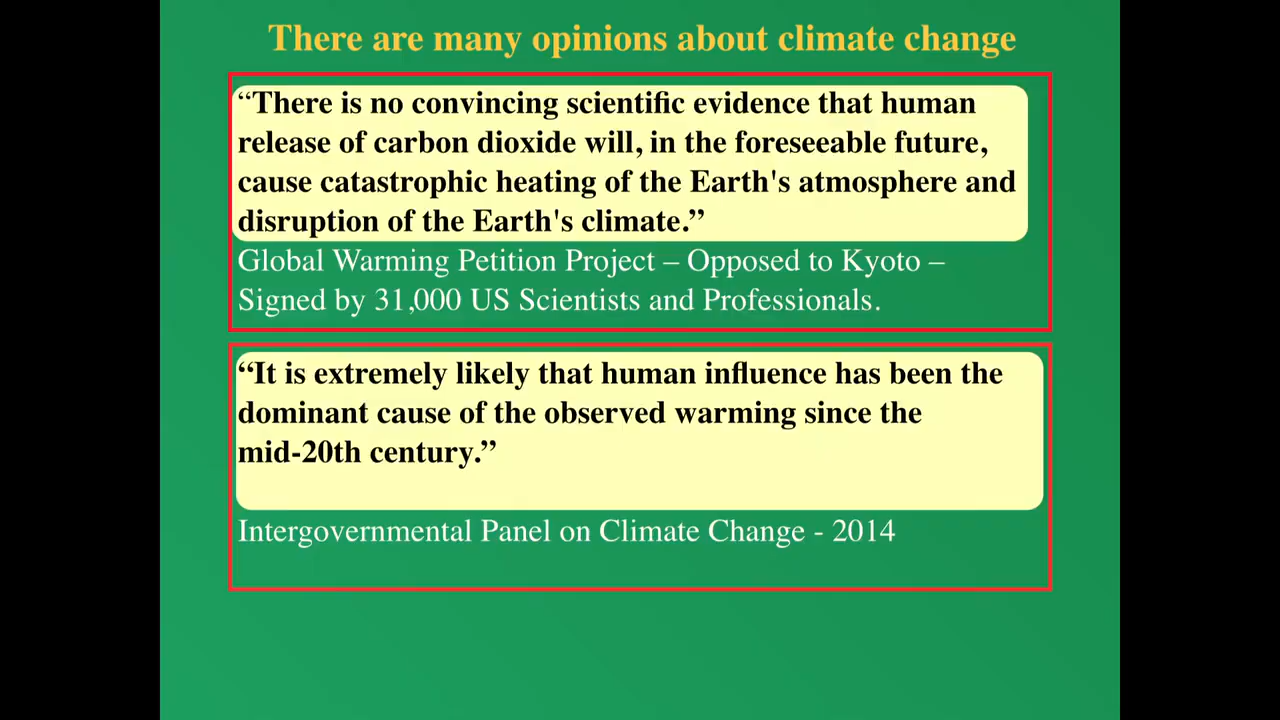 There are many opinions about climate change
“There is no convincing scientific evidence that human
release of carbon dioxide will, in the foreseeable future,
cause catastrophic heating of the Earth's atmosphere and
disruption of the Earth's climate.”
Global Warming Petition Project – Opposed to Kyoto –
Signed by 31,000 US Scientists and Professionals.
“It is extremely likely that human influence has been the
dominant cause of the observed warming since the
mid-20th century.”
Intergovernmental Panel on Climate Change - 2014